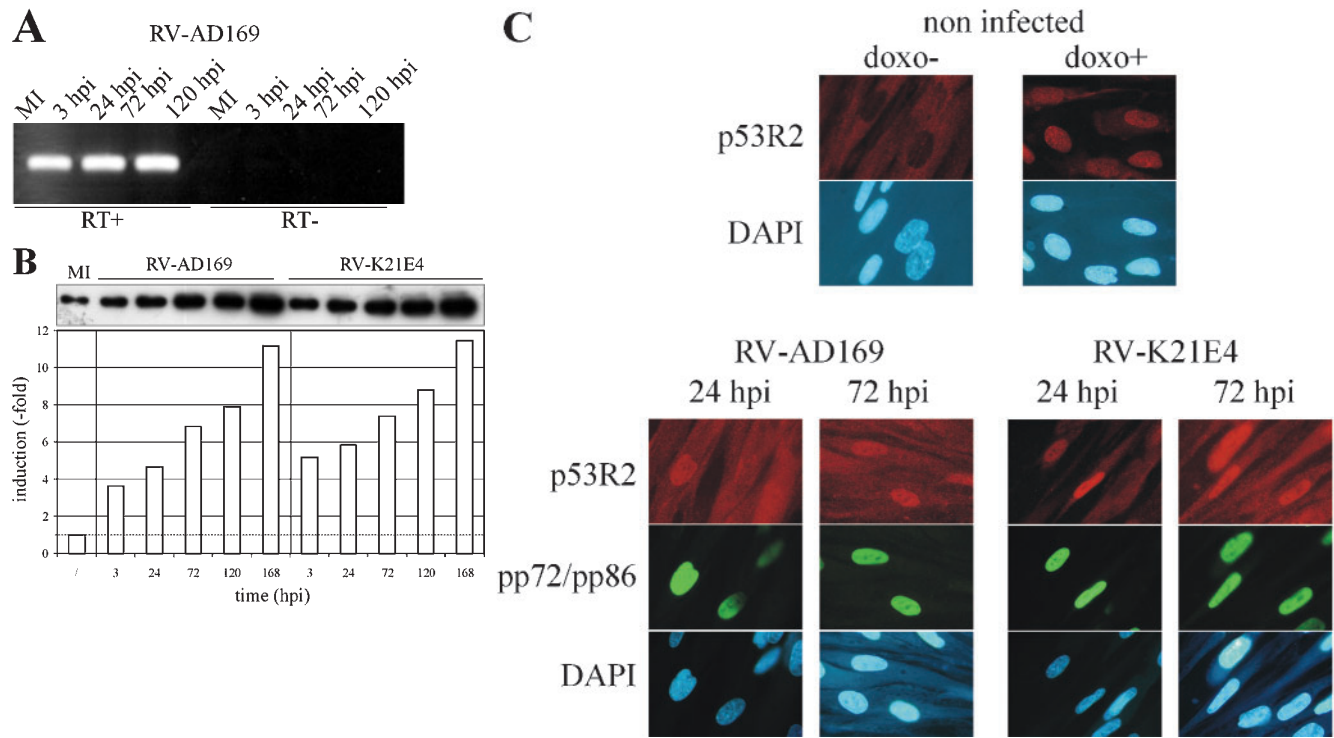 A
RV-AD169
MI 3 hpi 24 hpi 72 hpi 120 hpi MI 3 hpi 24 hpi 72 hpi 120 hpi
RT+ RT-
B
MI RV-AD169 RV-K21E4
12
10
8
6
4
2
0
induction (-fold)
/ 3 24 72 120 168 3 24 72 120 168
time (hpi)
C
non infected
doxo- doxo+
p53R2
DAPI
RV-AD169 RV-K21E4
24 hpi 72 hpi 24 hpi 72 hpi
p53R2
pp72/pp86
DAPI